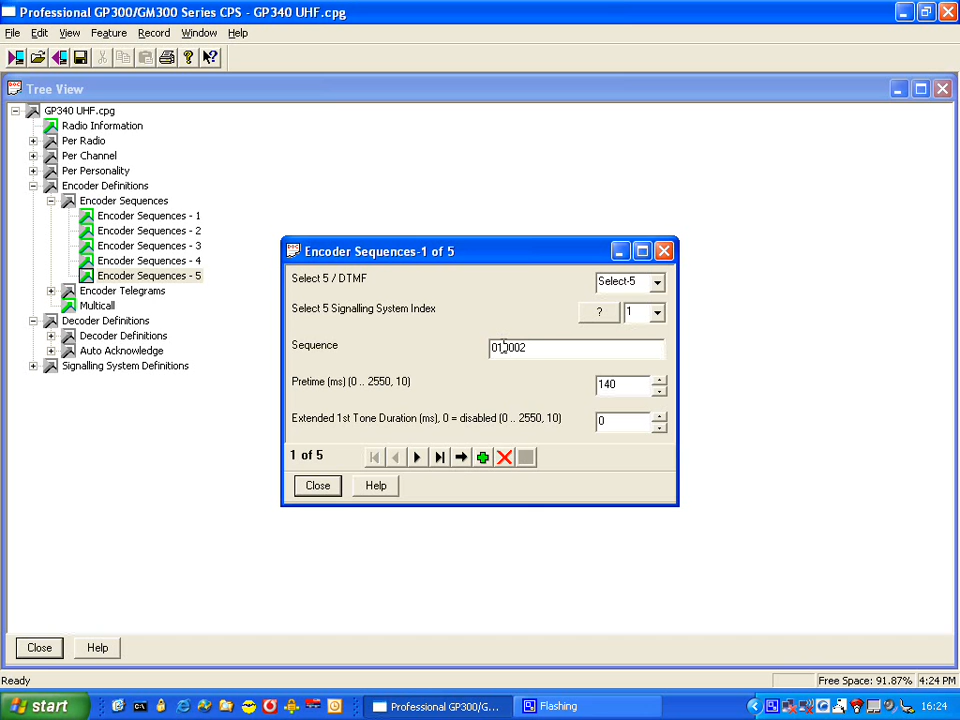 Professional GP300/GM300 Series CPS - GP340 UHF.cpg
File Edit View Feature Record Window Help
Tree View
GP340 UHF.cpg
Radio Information
Per Radio
Per Channel
Per Personality
Encoder Definitions
Encoder Sequences
Encoder Sequences - 1
Encoder Sequences - 2
Encoder Sequences - 3
Encoder Sequences - 4
Encoder Sequences - 5
Encoder Telegrams
Multicall
Decoder Definitions
Decoder Definitions
Auto Acknowledge
Signalling System Definitions
Encoder Sequences-1 of 5
Select 5 / DTMF
Select-5
Select 5 Signalling System Index
? 1
Sequence
Pretime (ms) (0 .. 2550, 10)
140
Extended 1st Tone Duration (ms), 0 = disabled (0 .. 2550, 10)
0
1 of 5
Close Help
Close Help
Ready
Free Space: 91.87% 4:24 PM
start
Professional GP300/G...
Flashing
16:24